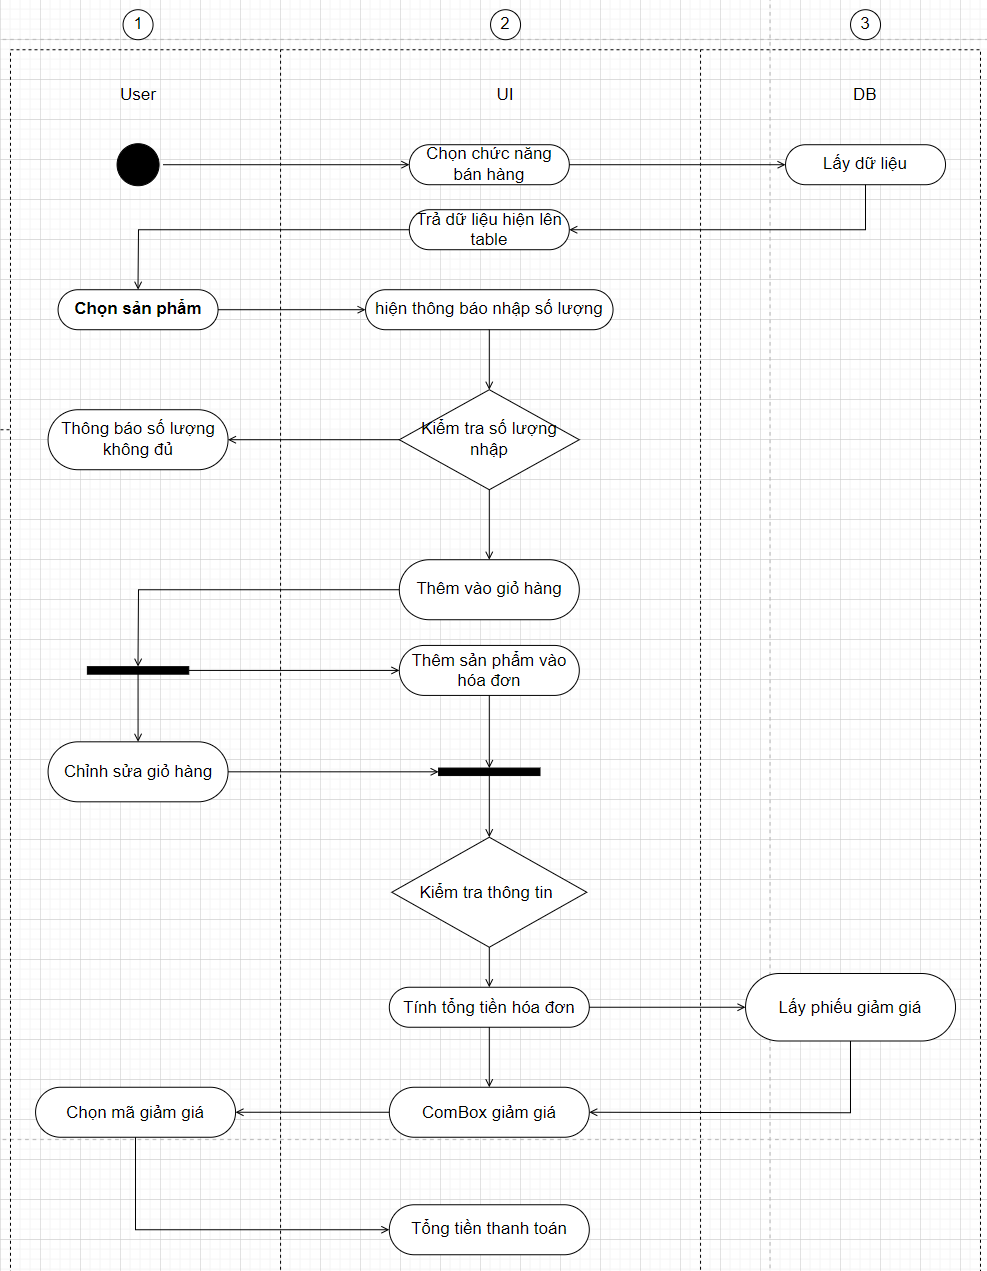 1
2
3
User
UI
DB
Chọn chức năng
bán hàng
Lấy dữ liệu
Trả dữ liệu hiện lên
table
Chọn sản phẩm
hiện thông báo nhập số lượng
Thông báo số lượng
không đủ
Kiểm tra số lượng
nhập
Thêm vào giỏ hàng
Thêm sản phẩm vào
hóa đơn
Chỉnh sửa giỏ hàng
Kiểm tra thông tin
Tính tổng tiền hóa đơn
Lấy phiếu giảm giá
Chọn mã giảm giá
ComBox giảm giá
Tổng tiền thanh toán